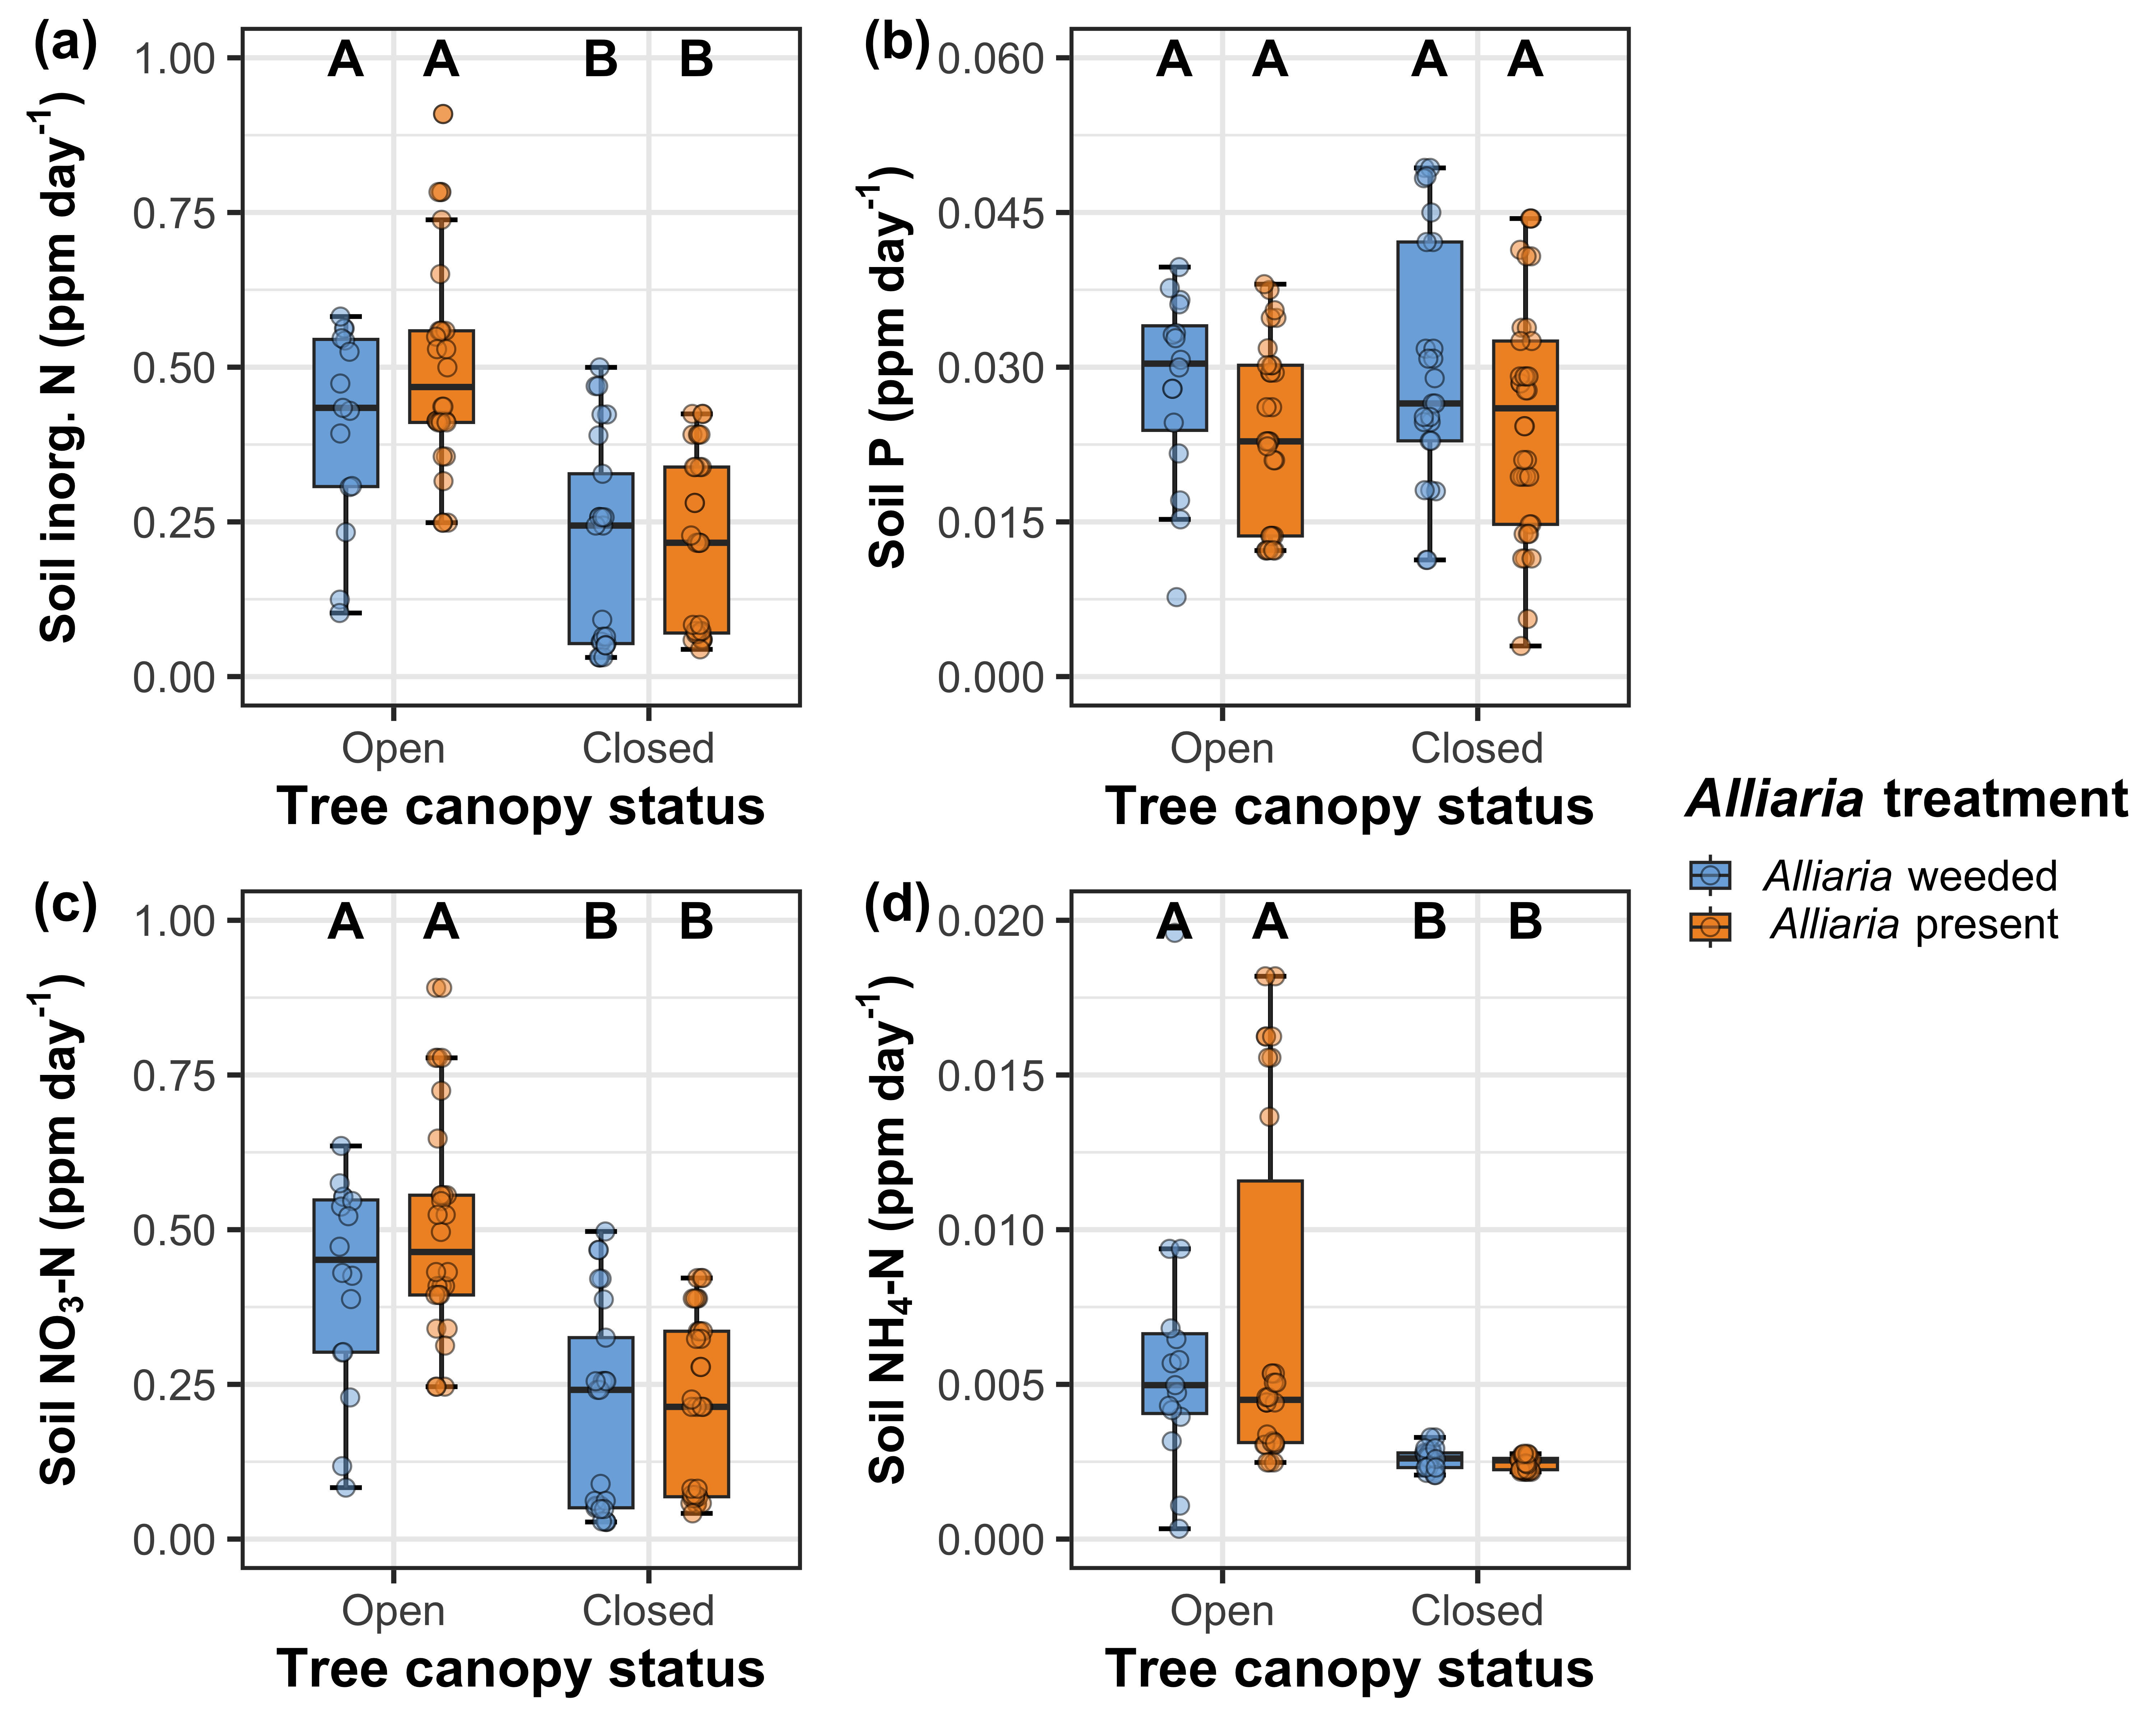 (a)
Soil inorg. N (ppm day⁻¹)
1.00
0.75
0.50
0.25
0.00
A A B B
Open Closed
Tree canopy status
(b)
Soil P (ppm day⁻¹)
0.060
0.045
0.030
0.015
0.000
A A A A
Open Closed
Tree canopy status
Alliaria treatment
Alliaria weeded
Alliaria present
(c)
Soil NO₃-N (ppm day⁻¹)
1.00
0.75
0.50
0.25
0.00
A A B B
Open Closed
Tree canopy status
(d)
Soil NH₄-N (ppm day⁻¹)
0.020
0.015
0.010
0.005
0.000
A A B B
Open Closed
Tree canopy status